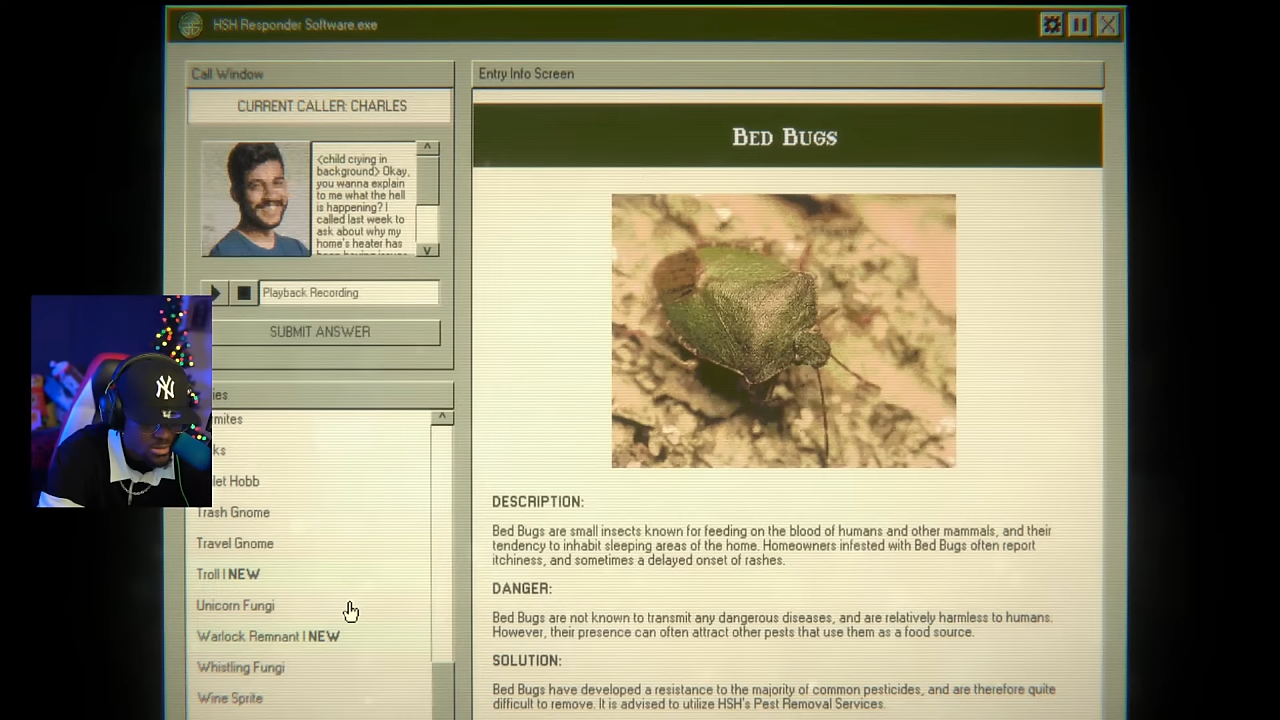 HSH Responder Software.exe
Call Window
CURRENT CALLER: CHARLES
<child crying in
background> Okay,
you wanna explain
to me what the hell
is happening? I
called last week to
ask about why my
home's heater has
been having issues
Playback Recording
SUBMIT ANSWER
Trash Gnome
Travel Gnome
Troll | NEW
Unicorn Fungi
Warlock Remnant | NEW
Whistling Fungi
Wine Sprite
Entry Info Screen
BED BUGS
DESCRIPTION:
Bed Bugs are small insects known for feeding on the blood of humans and other mammals, and their
tendency to inhabit sleeping areas of the home. Homeowners infested with Bed Bugs often report
itchiness, and sometimes a delayed onset of rashes.
DANGER:
Bed Bugs are not known to transmit any dangerous diseases, and are relatively harmless to humans.
However, their presence can often attract other pests that use them as a food source.
SOLUTION:
Bed Bugs have developed a resistance to the majority of common pesticides, and are therefore quite
difficult to remove. It is advised to utilize HSH's Pest Removal Services.
NY